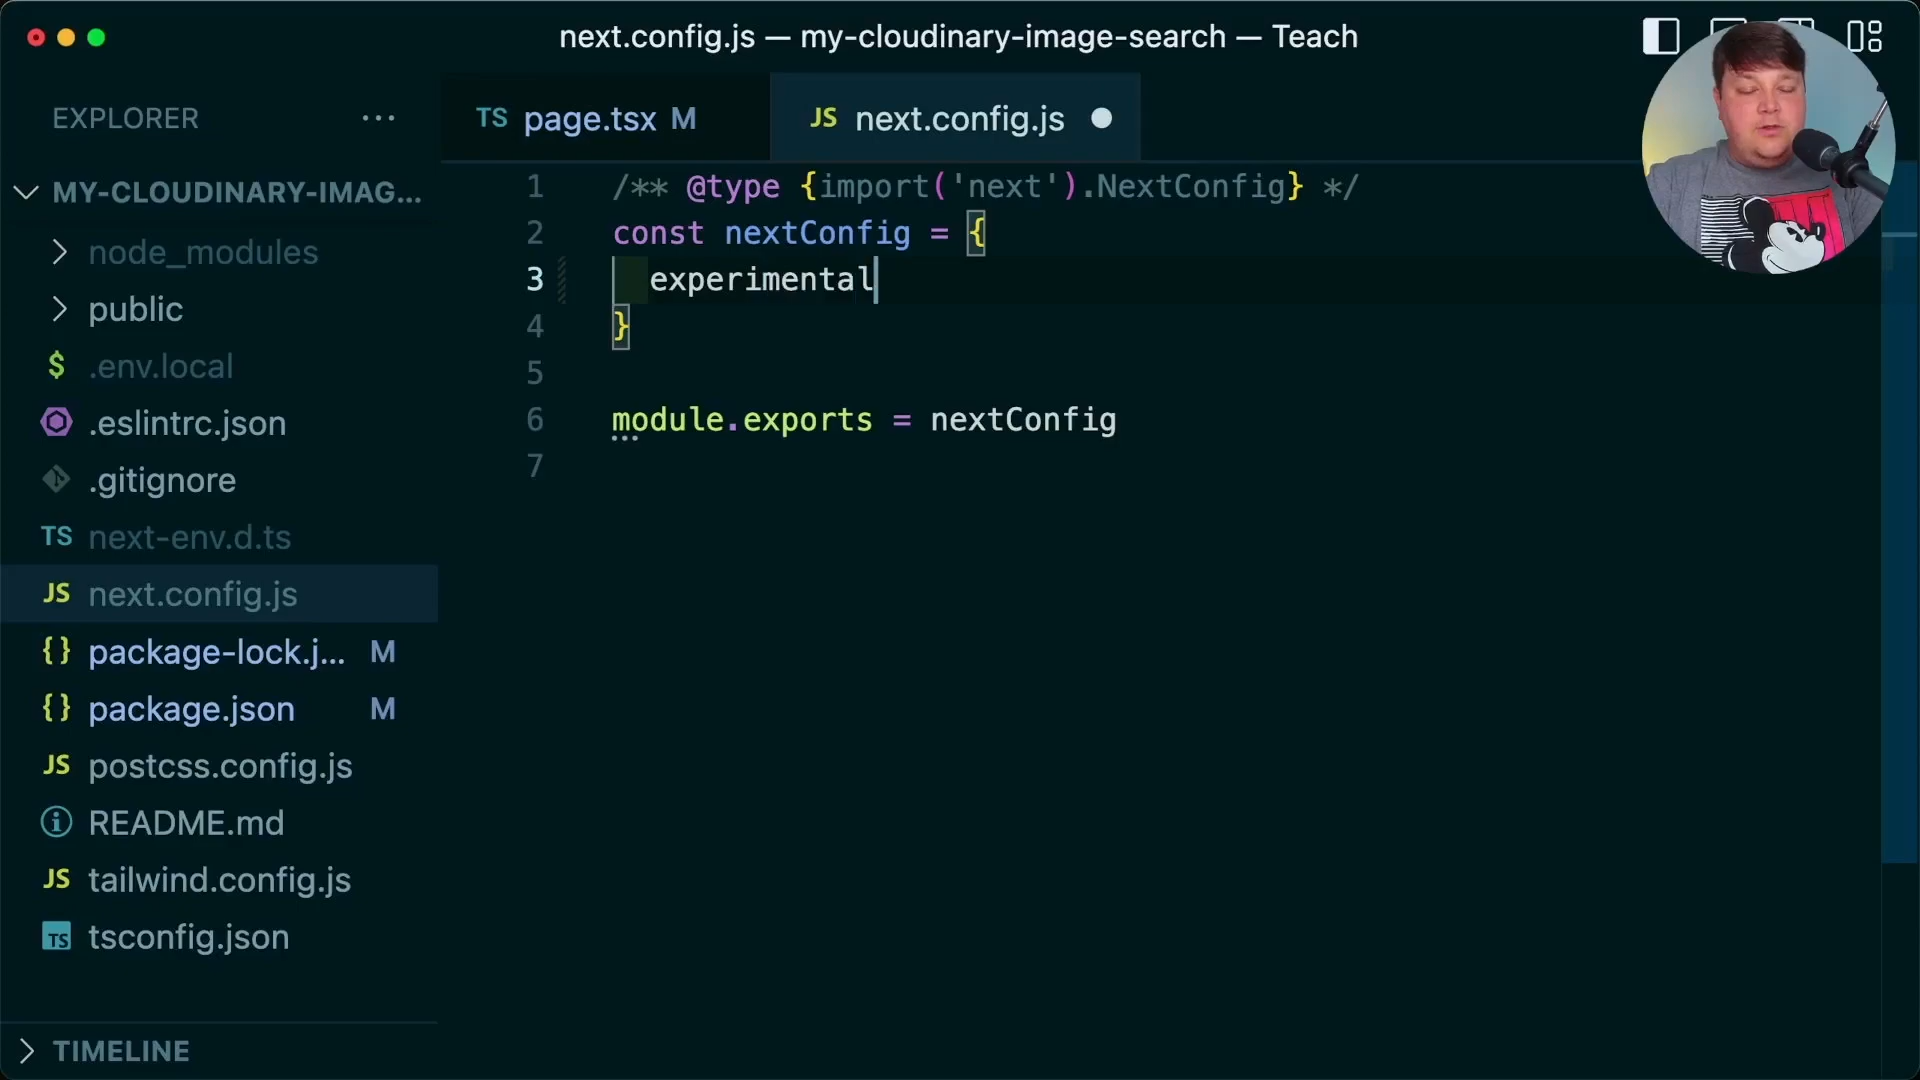 next.config.js — my-cloudinary-image-search — Teach
EXPLORER
MY-CLOUDINARY-IMAG...
node_modules
public
$ .env.local
.eslintrc.json
.gitignore
TS next-env.d.ts
JS next.config.js
{} package-lock.j... M
{} package.json M
JS postcss.config.js
README.md
JS tailwind.config.js
TS tsconfig.json
TIMELINE
TS page.tsx M
JS next.config.js
1 /** @type {import('next').NextConfig} */
2 const nextConfig = {
3 experimental
4 }
5
6 module.exports = nextConfig
7